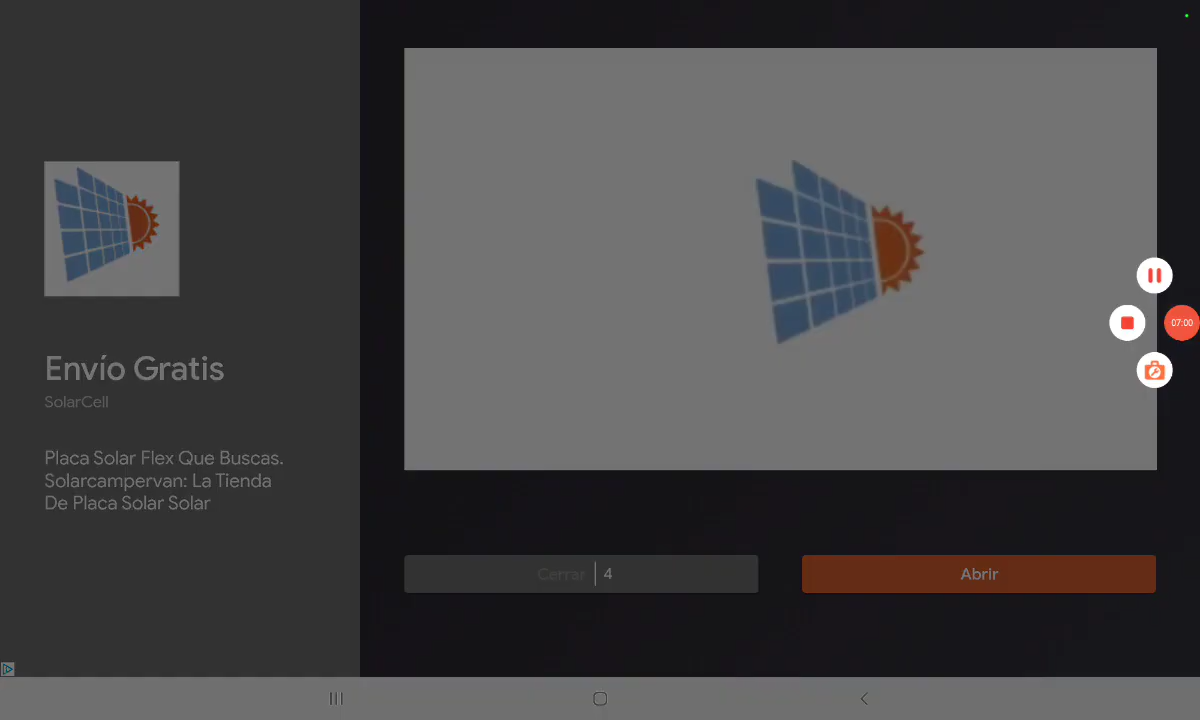 Envío Gratis
SolarCell
Placa Solar Flex Que Buscas.
Solarcampervan: La Tienda
De Placa Solar Solar
Cerrar | 4
Abrir
07:00